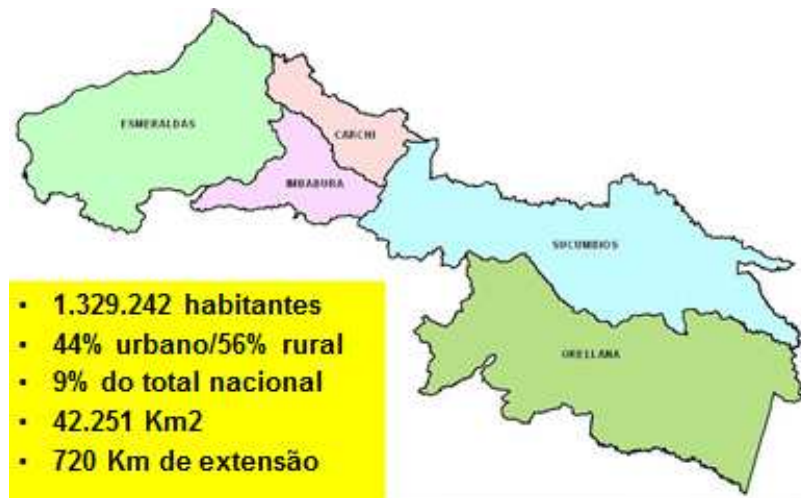 ESMERALDAS
CARCHI
IMBABURA
SUCUMBIOS
ORELLANA
• 1.329.242 habitantes
• 44% urbano/56% rural
• 9% do total nacional
• 42.251 Km2
• 720 Km de extensão